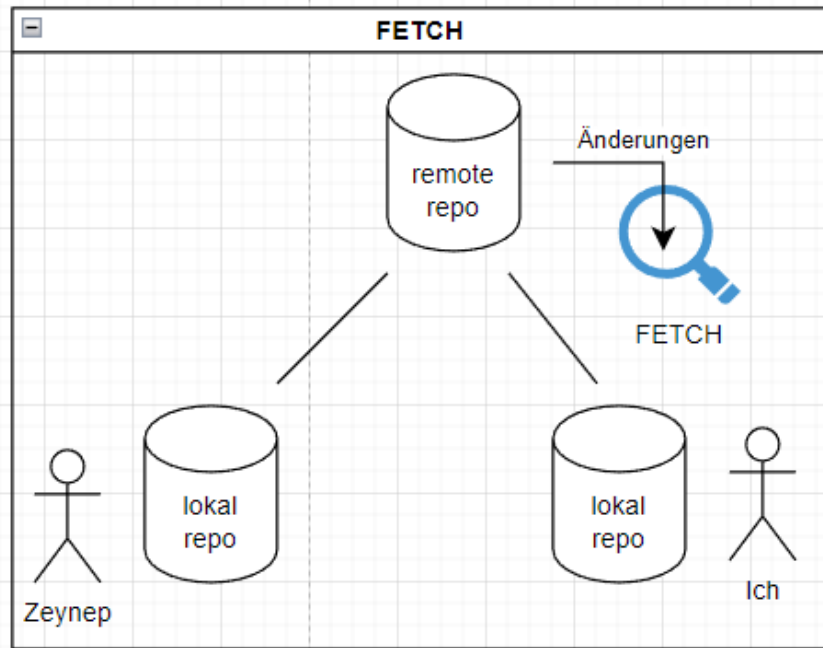 FETCH
Änderungen
remote
repo
FETCH
lokal
repo
lokal
repo
Zeynep
Ich